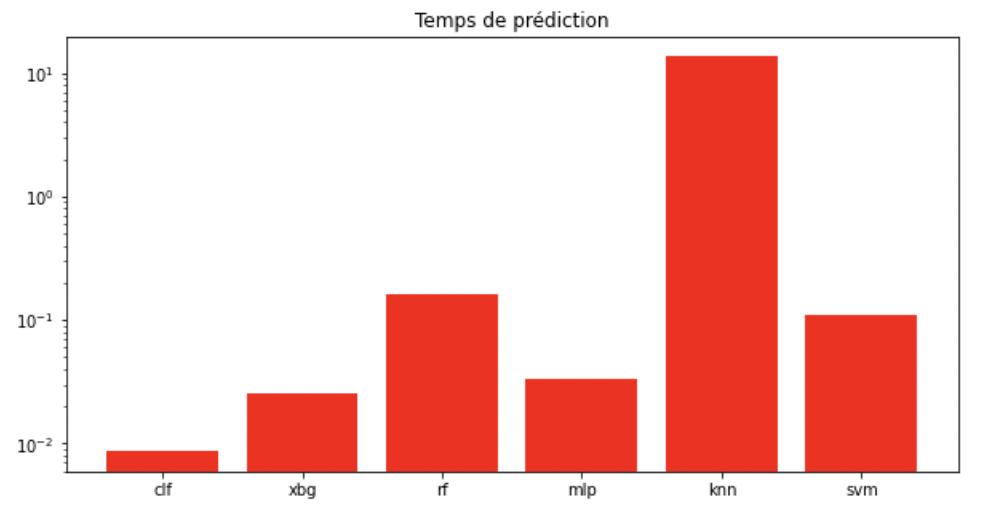 Temps de prédiction
10¹
10⁰
10⁻¹
10⁻²
clf xbg rf mlp knn svm